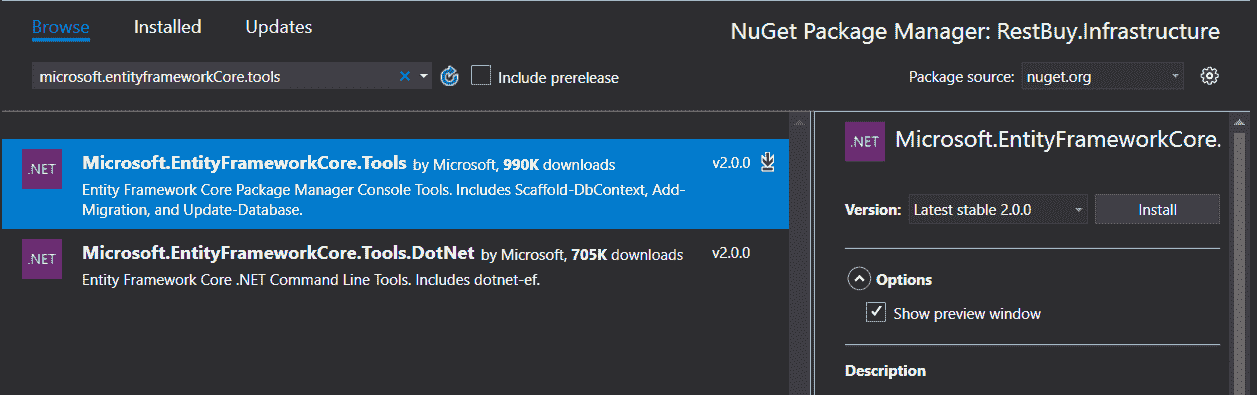 Browse Installed Updates
NuGet Package Manager: RestBuy.Infrastructure
microsoft.entityframeworkCore.tools
Include prerelease
Package source: nuget.org
.NET
Microsoft.EntityFrameworkCore.Tools by Microsoft, 990K downloads
v2.0.0
Entity Framework Core Package Manager Console Tools. Includes Scaffold-DbContext, Add-
Migration, and Update-Database.
.NET
Microsoft.EntityFrameworkCore.Tools.DotNet by Microsoft, 705K downloads
v2.0.0
Entity Framework Core .NET Command Line Tools. Includes dotnet-ef.
.NET
Microsoft.EntityFrameworkCore.
Version: Latest stable 2.0.0
Install
Options
Show preview window
Description